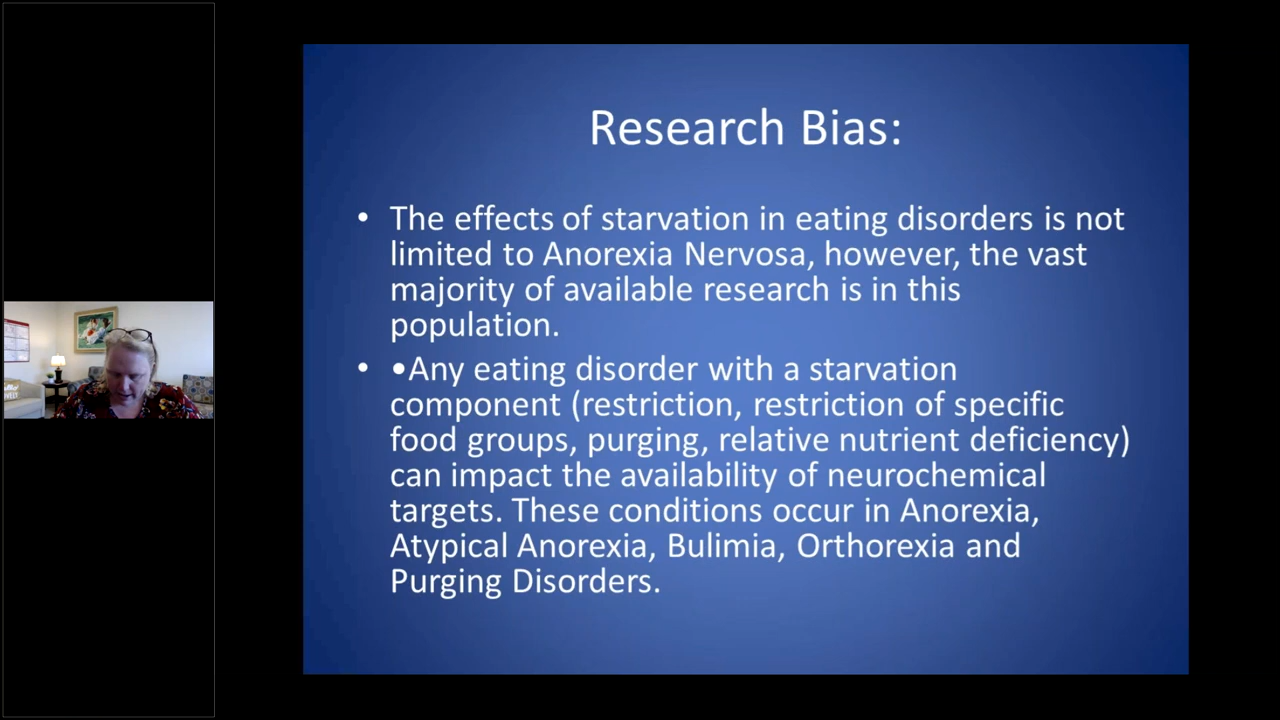 Research Bias:
• The effects of starvation in eating disorders is not
limited to Anorexia Nervosa, however, the vast
majority of available research is in this
population.
• •Any eating disorder with a starvation
component (restriction, restriction of specific
food groups, purging, relative nutrient deficiency)
can impact the availability of neurochemical
targets. These conditions occur in Anorexia,
Atypical Anorexia, Bulimia, Orthorexia and
Purging Disorders.